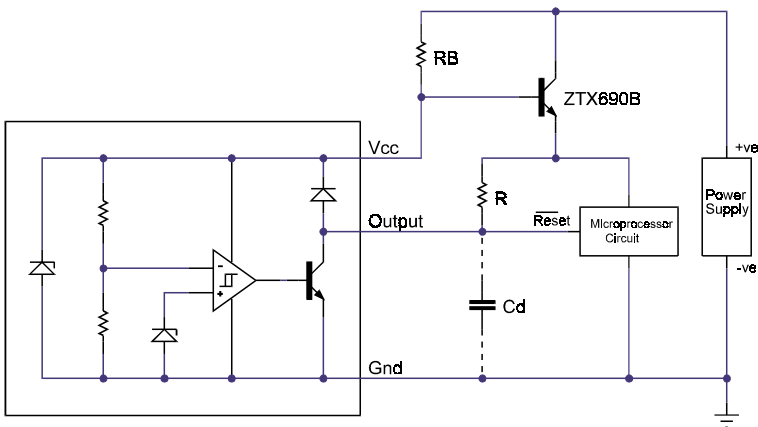 RB
ZTX690B
Vcc
+ve
R
Power
Supply
Output
Reset
Microprocessor
Circuit
-
+
-ve
Cd
Gnd